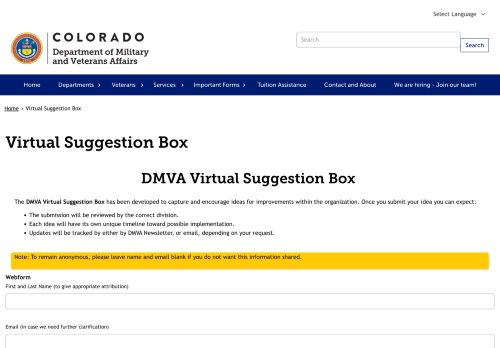 Select Language
COLORADO
Department of Military
and Veterans Affairs
Search
Search
Home
Departments
Veterans
Services
Important Forms
Tuition Assistance
Contact and About
We are hiring - Join our team!
Home › Virtual Suggestion Box
Virtual Suggestion Box
DMVA Virtual Suggestion Box
The DMVA Virtual Suggestion Box has been developed to capture and encourage ideas for improvements within the organization. Once you submit your idea you can expect:
• The submission will be reviewed by the correct division.
• Each idea will have its own unique timeline toward possible implementation.
• Updates will be tracked by either by DMVA Newsletter, or email, depending on your request.
Note: To remain anonymous, please leave name and email blank if you do not want this information shared.
Webform
First and Last Name (to give appropriate attribution)
Email (in case we need further clarification)